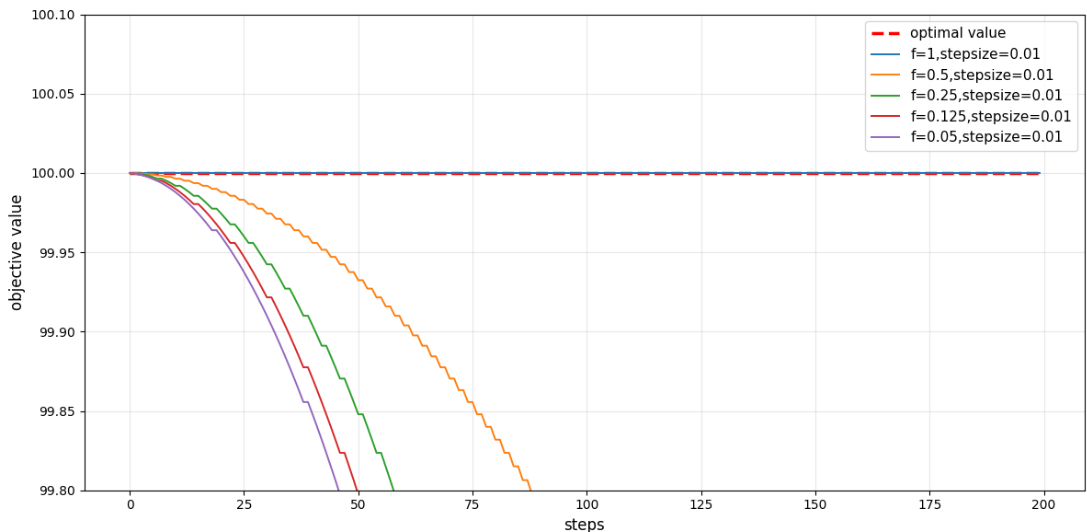 100.10
100.05
100.00
99.95
99.90
99.85
99.80
objective value
optimal value
f=1,stepsize=0.01
f=0.5,stepsize=0.01
f=0.25,stepsize=0.01
f=0.125,stepsize=0.01
f=0.05,stepsize=0.01
0
25
50
75
100
125
150
175
200
steps